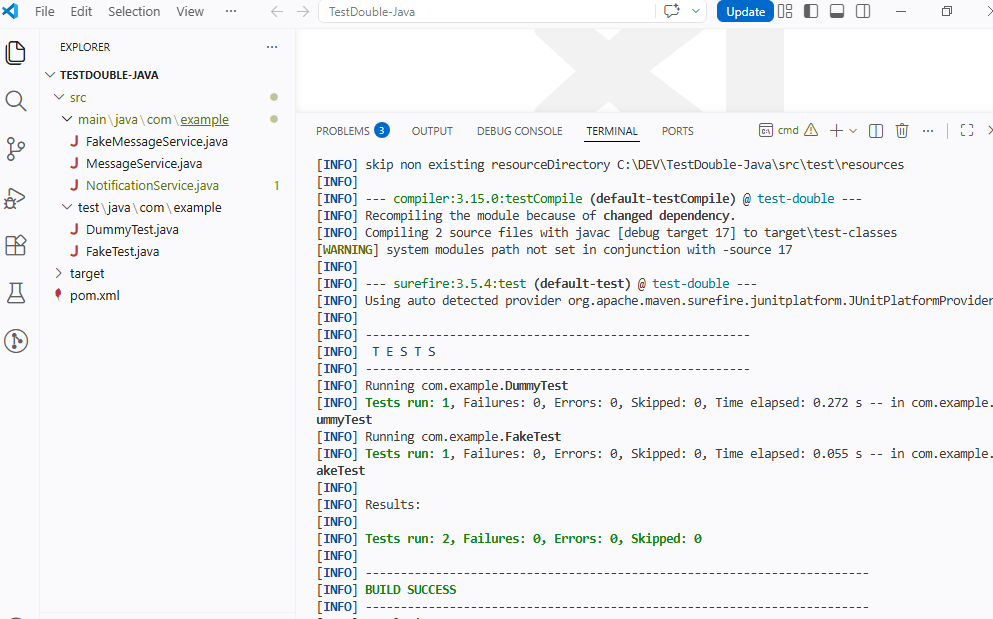 File Edit Selection View ··· TestDouble-Java Update
EXPLORER ···
TESTDOUBLE-JAVA
src
main\java\com\example
J FakeMessageService.java
J MessageService.java
J NotificationService.java 1
test\java\com\example
J DummyTest.java
J FakeTest.java
target
pom.xml
PROBLEMS 3 OUTPUT DEBUG CONSOLE TERMINAL PORTS cmd ···
[INFO] skip non existing resourceDirectory C:\DEV\TestDouble-Java\src\test\resources
[INFO]
[INFO] --- compiler:3.15.0:testCompile (default-testCompile) @ test-double ---
[INFO] Recompiling the module because of changed dependency.
[INFO] Compiling 2 source files with javac [debug target 17] to target\test-classes
[WARNING] system modules path not set in conjunction with -source 17
[INFO]
[INFO] --- surefire:3.5.4:test (default-test) @ test-double ---
[INFO] Using auto detected provider org.apache.maven.surefire.junitplatform.JUnitPlatformProvider
[INFO]
[INFO] -------------------------------------------------------
[INFO]  T E S T S
[INFO] -------------------------------------------------------
[INFO] Running com.example.DummyTest
[INFO] Tests run: 1, Failures: 0, Errors: 0, Skipped: 0, Time elapsed: 0.272 s -- in com.example.
ummyTest
[INFO] Running com.example.FakeTest
[INFO] Tests run: 1, Failures: 0, Errors: 0, Skipped: 0, Time elapsed: 0.055 s -- in com.example.
akeTest
[INFO]
[INFO] Results:
[INFO]
[INFO] Tests run: 2, Failures: 0, Errors: 0, Skipped: 0
[INFO]
[INFO] ------------------------------------------------------------------------
[INFO] BUILD SUCCESS
[INFO] ------------------------------------------------------------------------